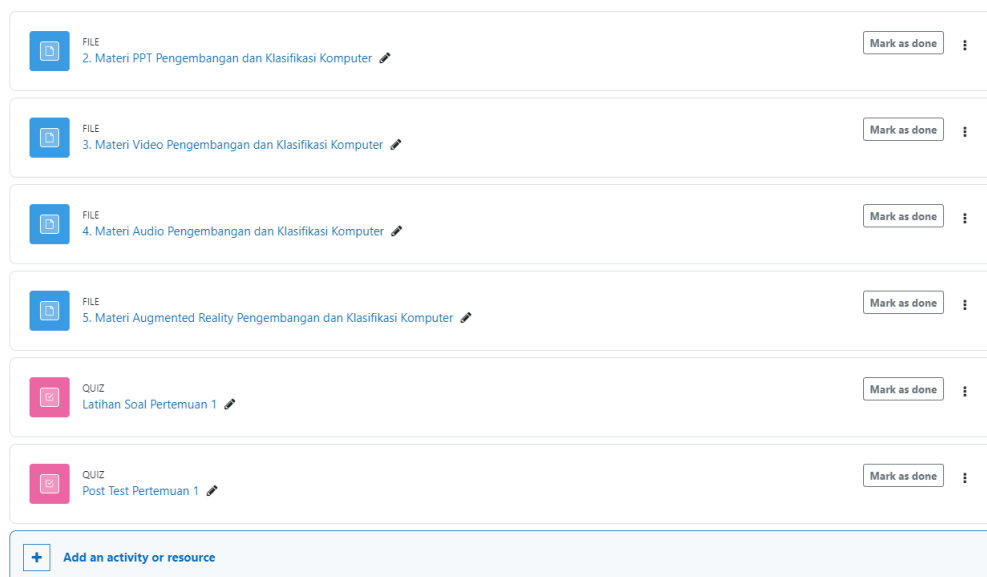 FILE
2. Materi PPT Pengembangan dan Klasifikasi Komputer
Mark as done
FILE
3. Materi Video Pengembangan dan Klasifikasi Komputer
Mark as done
FILE
4. Materi Audio Pengembangan dan Klasifikasi Komputer
Mark as done
FILE
5. Materi Augmented Reality Pengembangan dan Klasifikasi Komputer
Mark as done
QUIZ
Latihan Soal Pertemuan 1
Mark as done
QUIZ
Post Test Pertemuan 1
Mark as done
Add an activity or resource